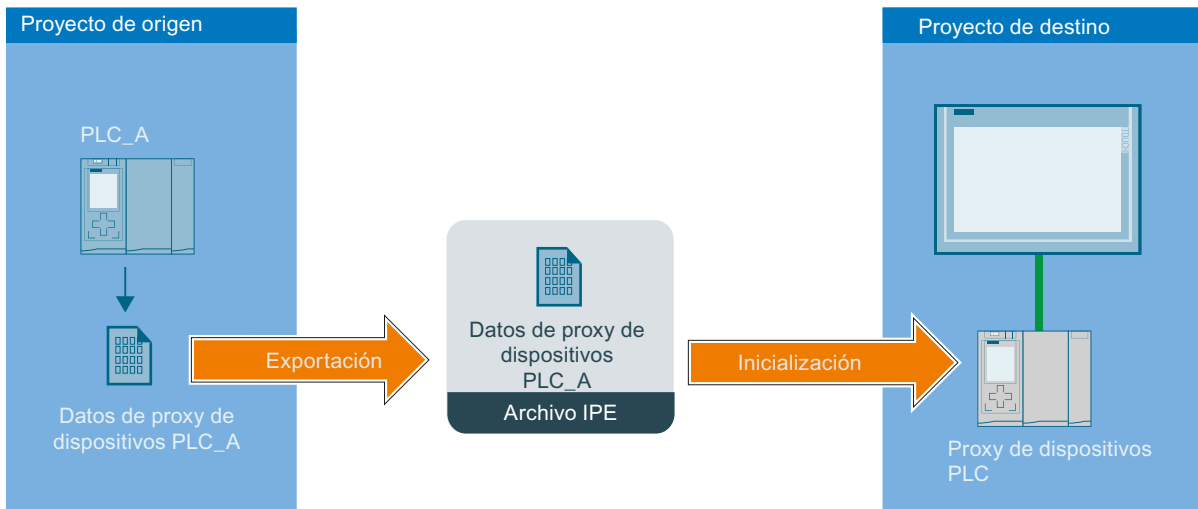 Proyecto de origen
PLC_A
Datos de proxy de
dispositivos PLC_A
Exportación
Datos de proxy de
dispositivos
PLC_A
Archivo IPE
Inicialización
Proyecto de destino
TOUCH
Proxy de dispositivos
PLC